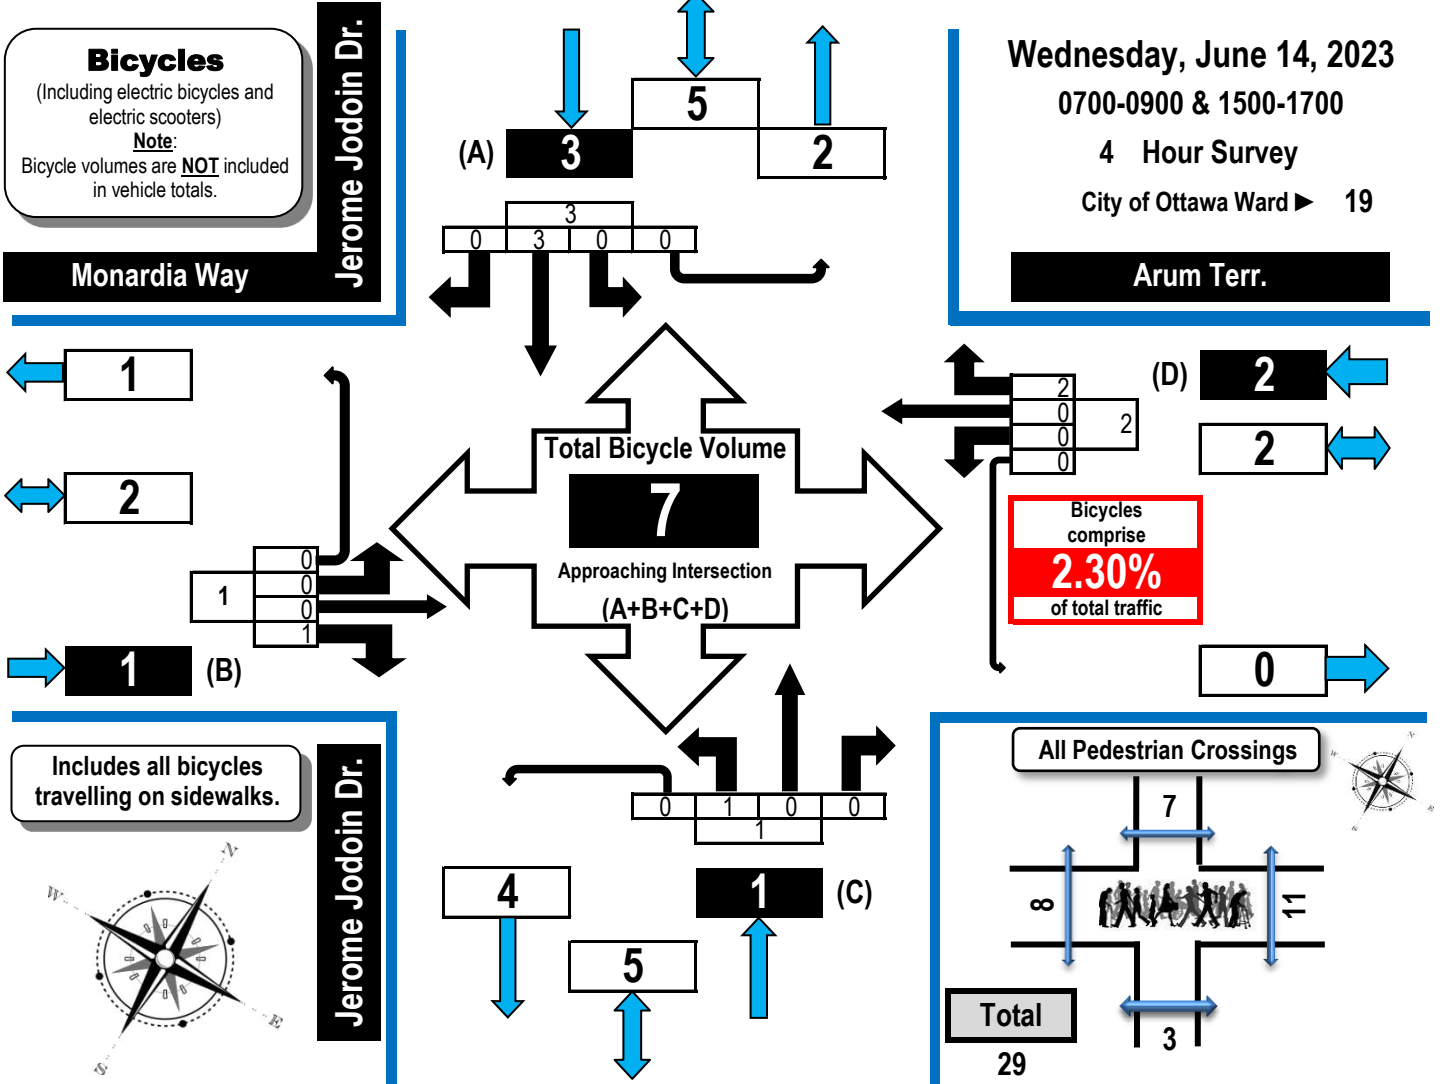 Bicycles
(Including electric bicycles and
electric scooters)
Note:
Bicycle volumes are NOT included
in vehicle totals.
Jerome Jodoin Dr.
Monardia Way
5
(A) 3
2
3
0 3 0 0
Wednesday, June 14, 2023
0700-0900 & 1500-1700
4 Hour Survey
City of Ottawa Ward ► 19
Arum Terr.
1
2
0
0
0
1
1
1 (B)
Total Bicycle Volume
7
Approaching Intersection
(A+B+C+D)
(D) 2
2
2
0
0
0
2
Bicycles
comprise
2.30%
of total traffic
0
Includes all bicycles
travelling on sidewalks.
Jerome Jodoin Dr.
N
W
E
S
0 1 0 0
1
4
1 (C)
5
All Pedestrian Crossings
N
W
E
S
7
8
11
3
Total
29